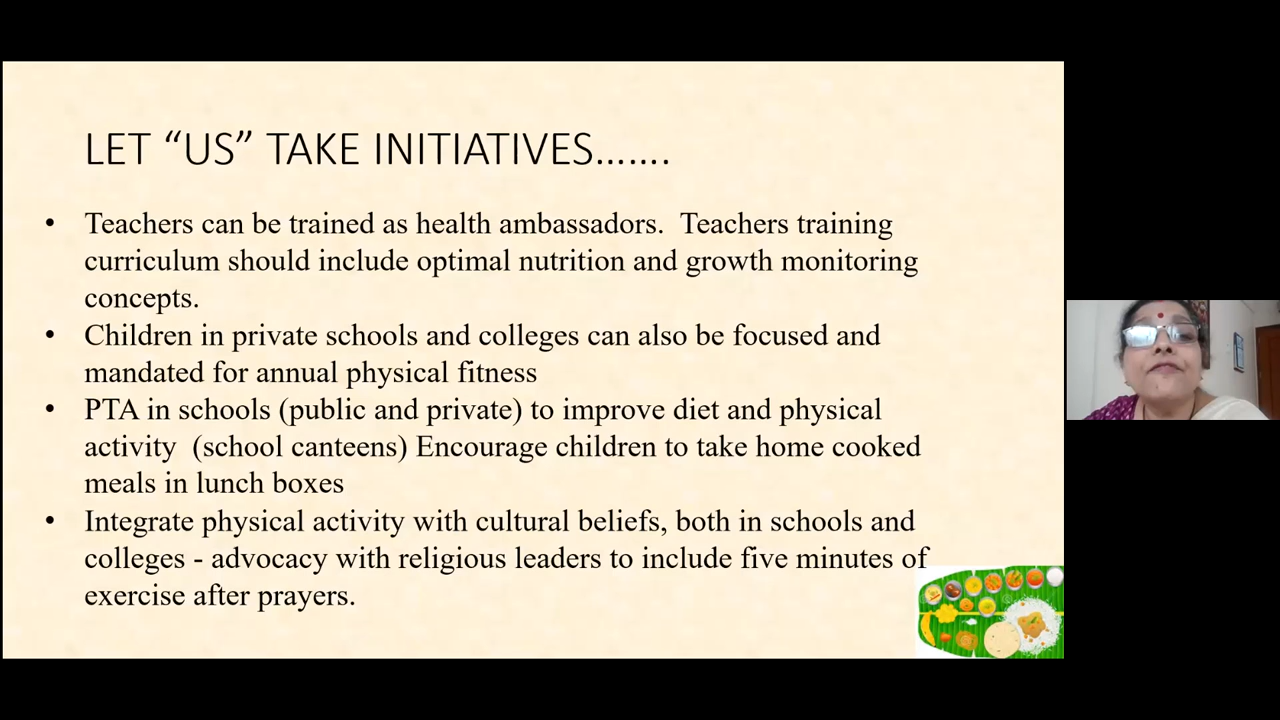 LET “US” TAKE INITIATIVES…….
• Teachers can be trained as health ambassadors.  Teachers training
curriculum should include optimal nutrition and growth monitoring
concepts.
• Children in private schools and colleges can also be focused and
mandated for annual physical fitness
• PTA in schools (public and private) to improve diet and physical
activity  (school canteens) Encourage children to take home cooked
meals in lunch boxes
• Integrate physical activity with cultural beliefs, both in schools and
colleges - advocacy with religious leaders to include five minutes of
exercise after prayers.